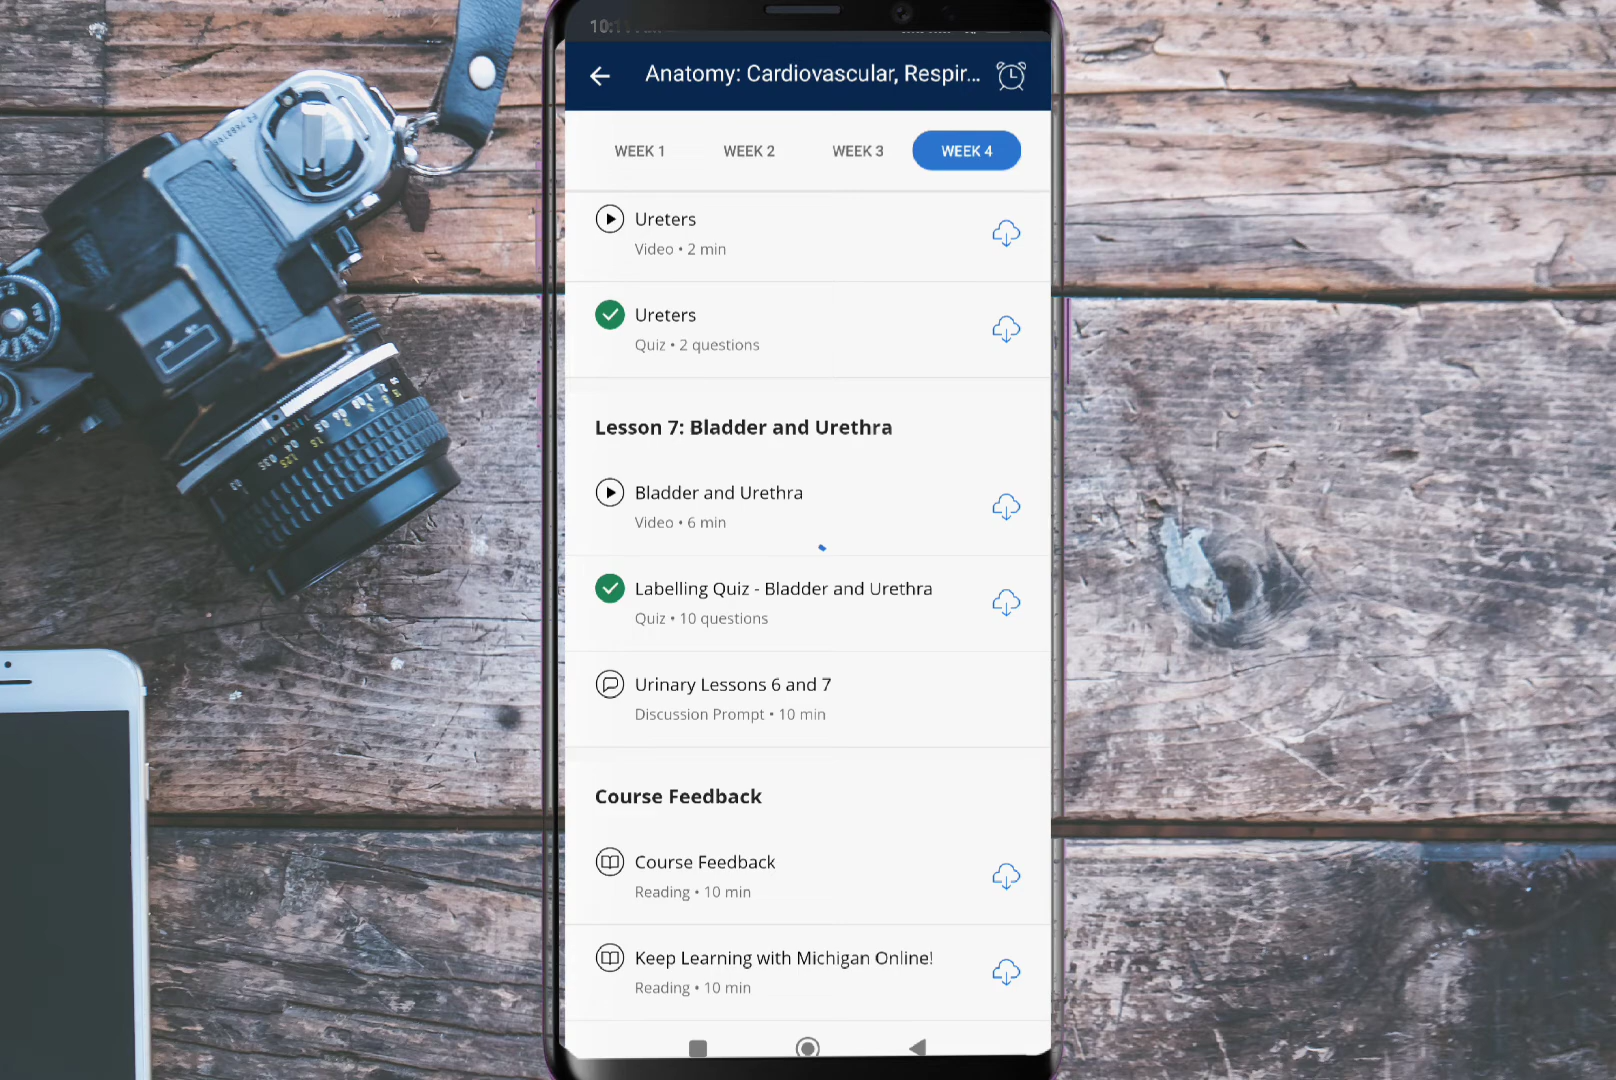 Anatomy: Cardiovascular, Respir...
WEEK 1 WEEK 2 WEEK 3 WEEK 4
Ureters
Video • 2 min
Ureters
Quiz • 2 questions
Lesson 7: Bladder and Urethra
Bladder and Urethra
Video • 6 min
Labelling Quiz - Bladder and Urethra
Quiz • 10 questions
Urinary Lessons 6 and 7
Discussion Prompt • 10 min
Course Feedback
Course Feedback
Reading • 10 min
Keep Learning with Michigan Online!
Reading • 10 min